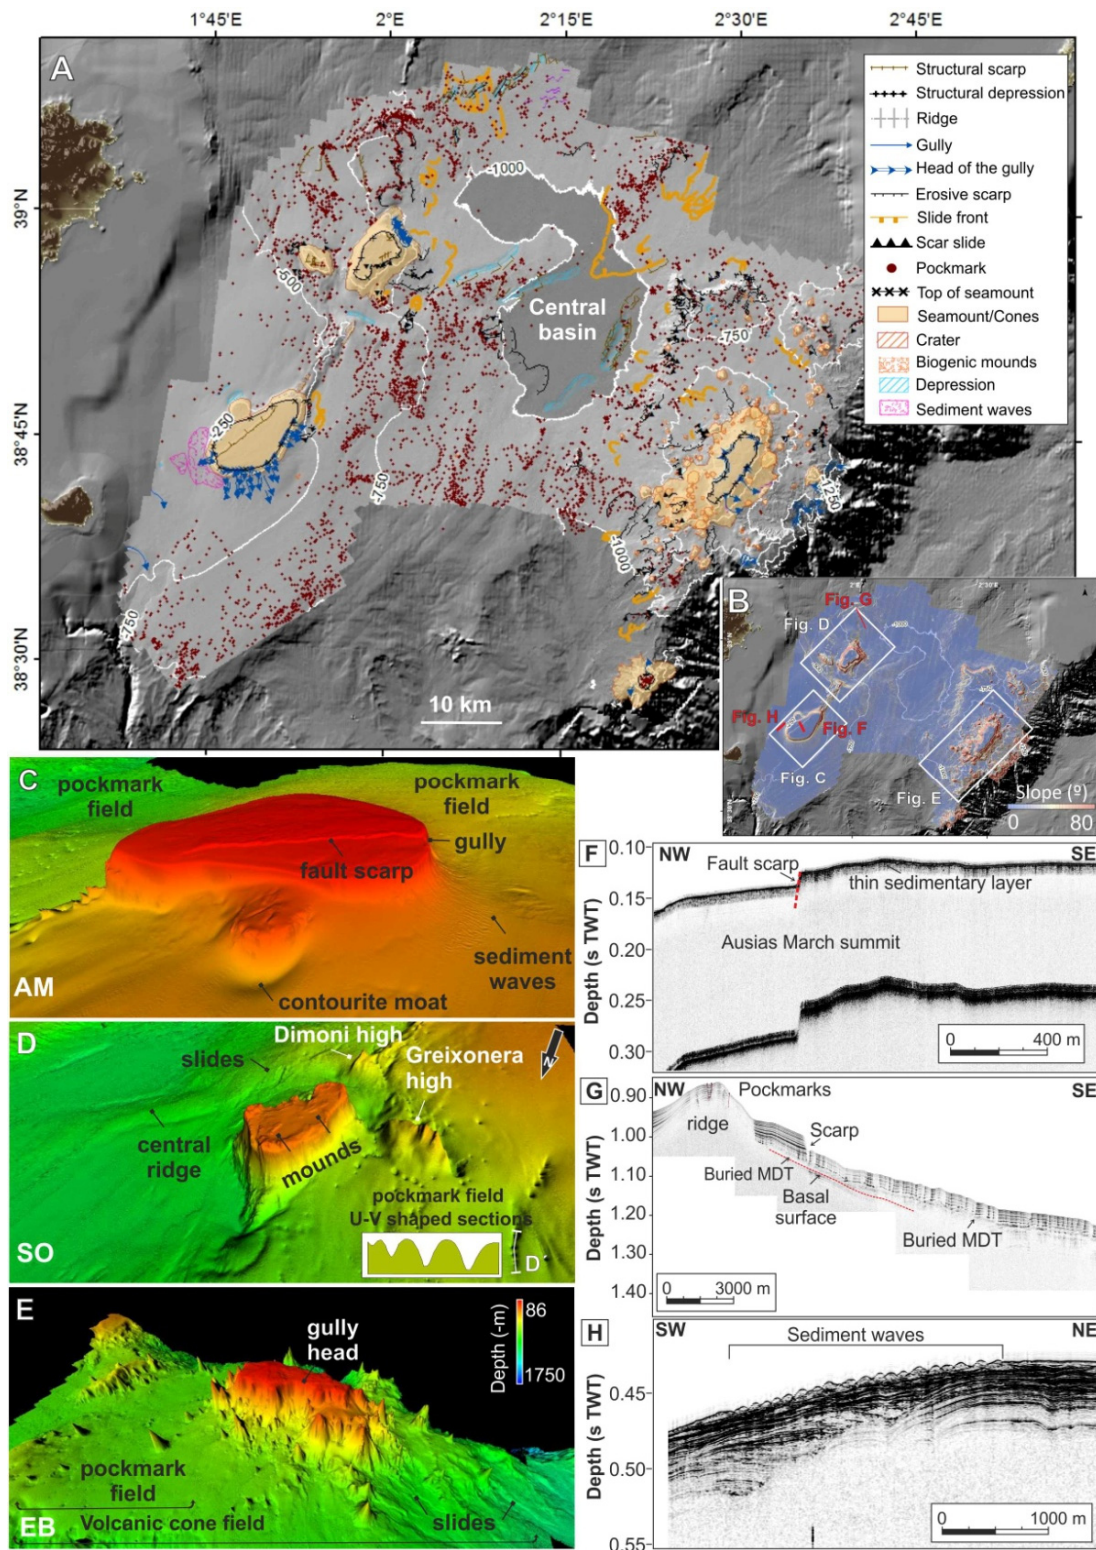 1°45'E
2°E
2°15'E
2°30'E
2°45'E
A
39°N
38°45'N
38°30'N
-1000
-500
-250
-750
-750
-750
-1000
-1250
Central
basin
10 km
Structural scarp
Structural depression
Ridge
Gully
Head of the gully
Erosive scarp
Slide front
Scar slide
Pockmark
Top of seamount
Seamount/Cones
Crater
Biogenic mounds
Depression
Sediment waves
1°45'E
2°E
2°15'E
B
Fig. G
Fig. D
Fig. H
Fig. F
Fig. C
Fig. E
Slope (º)
0
80
C
pockmark
field
pockmark
field
gully
fault scarp
sediment
waves
contourite moat
AM
D
Dimoni high
slides
Greixonera
high
N
central
ridge
mounds
pockmark field
U-V shaped sections
D
SO
E
gully
head
Depth (-m)
86
1750
pockmark
field
Volcanic cone field
slides
EB
F
NW
SE
0.10
0.15
0.20
0.25
0.30
Depth (s TWT)
Fault scarp
thin sedimentary layer
Ausias March summit
0
400 m
G
NW
SE
0.90
1.00
1.10
1.20
1.30
1.40
Depth (s TWT)
Pockmarks
ridge
Scarp
Buried MDT
Basal
surface
Buried MDT
0
3000 m
H
SW
NE
Sediment waves
0.45
0.50
0.55
Depth (s TWT)
0
1000 m